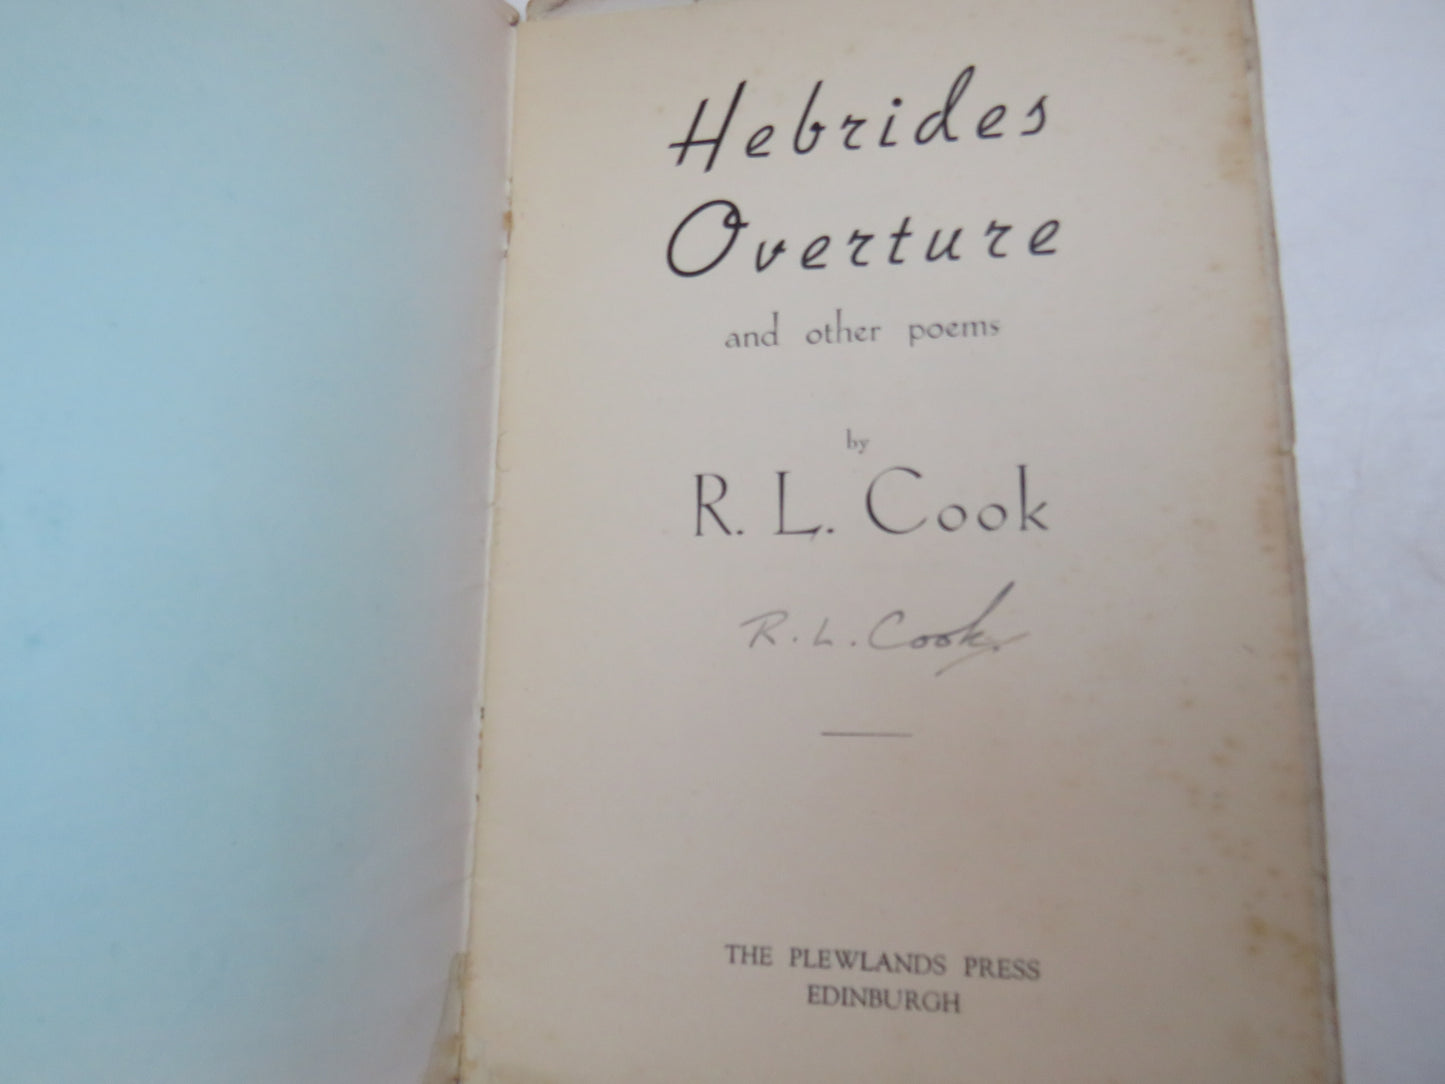 Hebrides
Overture
and other poems
by
R. L. Cook
R. L. Cook.
THE PLEWLANDS PRESS
EDINBURGH